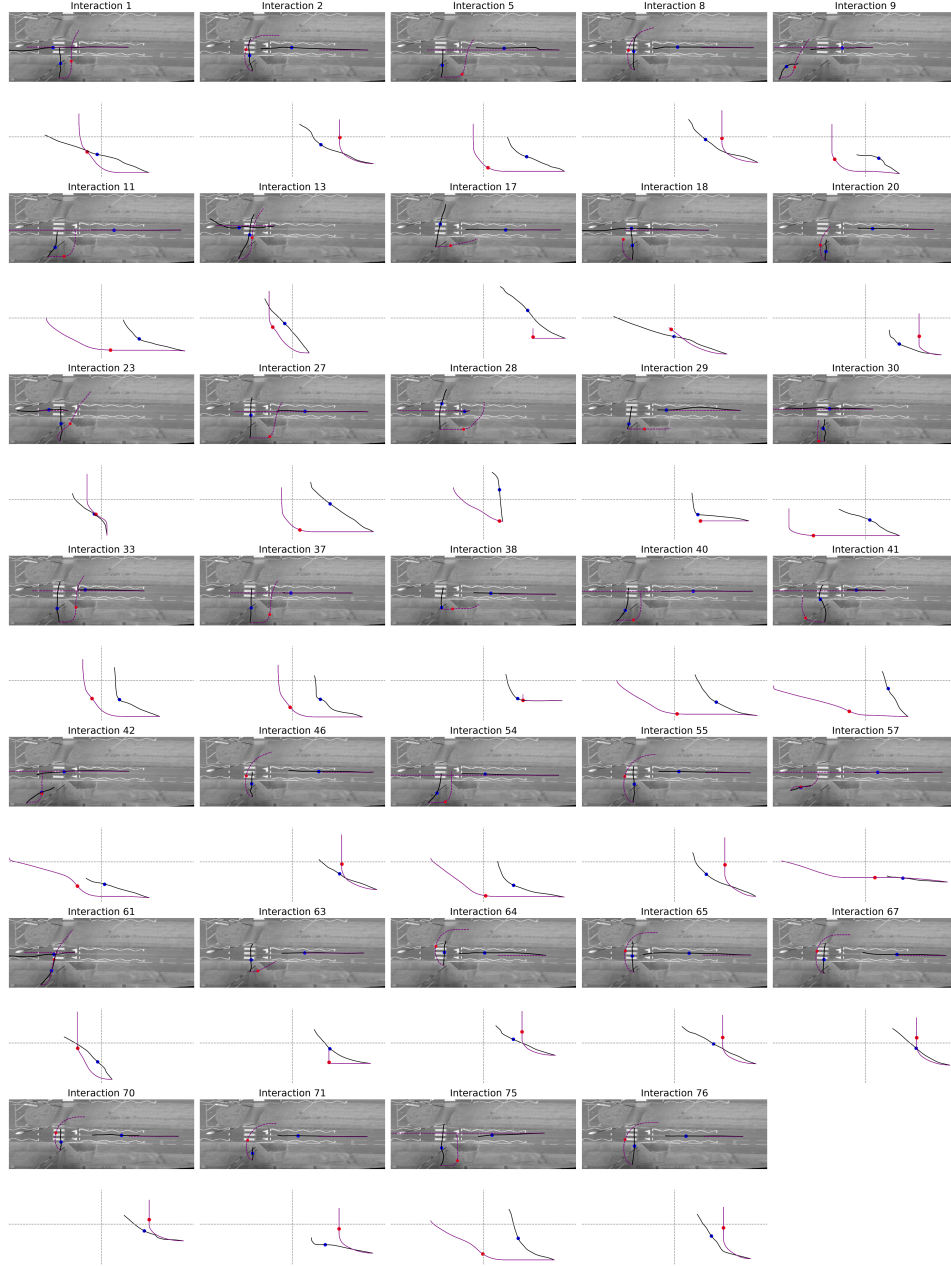 Interaction 1
Interaction 2
Interaction 5
Interaction 8
Interaction 9
Interaction 11
Interaction 13
Interaction 17
Interaction 18
Interaction 20
Interaction 23
Interaction 27
Interaction 28
Interaction 29
Interaction 30
Interaction 33
Interaction 37
Interaction 38
Interaction 40
Interaction 41
Interaction 42
Interaction 46
Interaction 54
Interaction 55
Interaction 57
Interaction 61
Interaction 63
Interaction 64
Interaction 65
Interaction 67
Interaction 70
Interaction 71
Interaction 75
Interaction 76